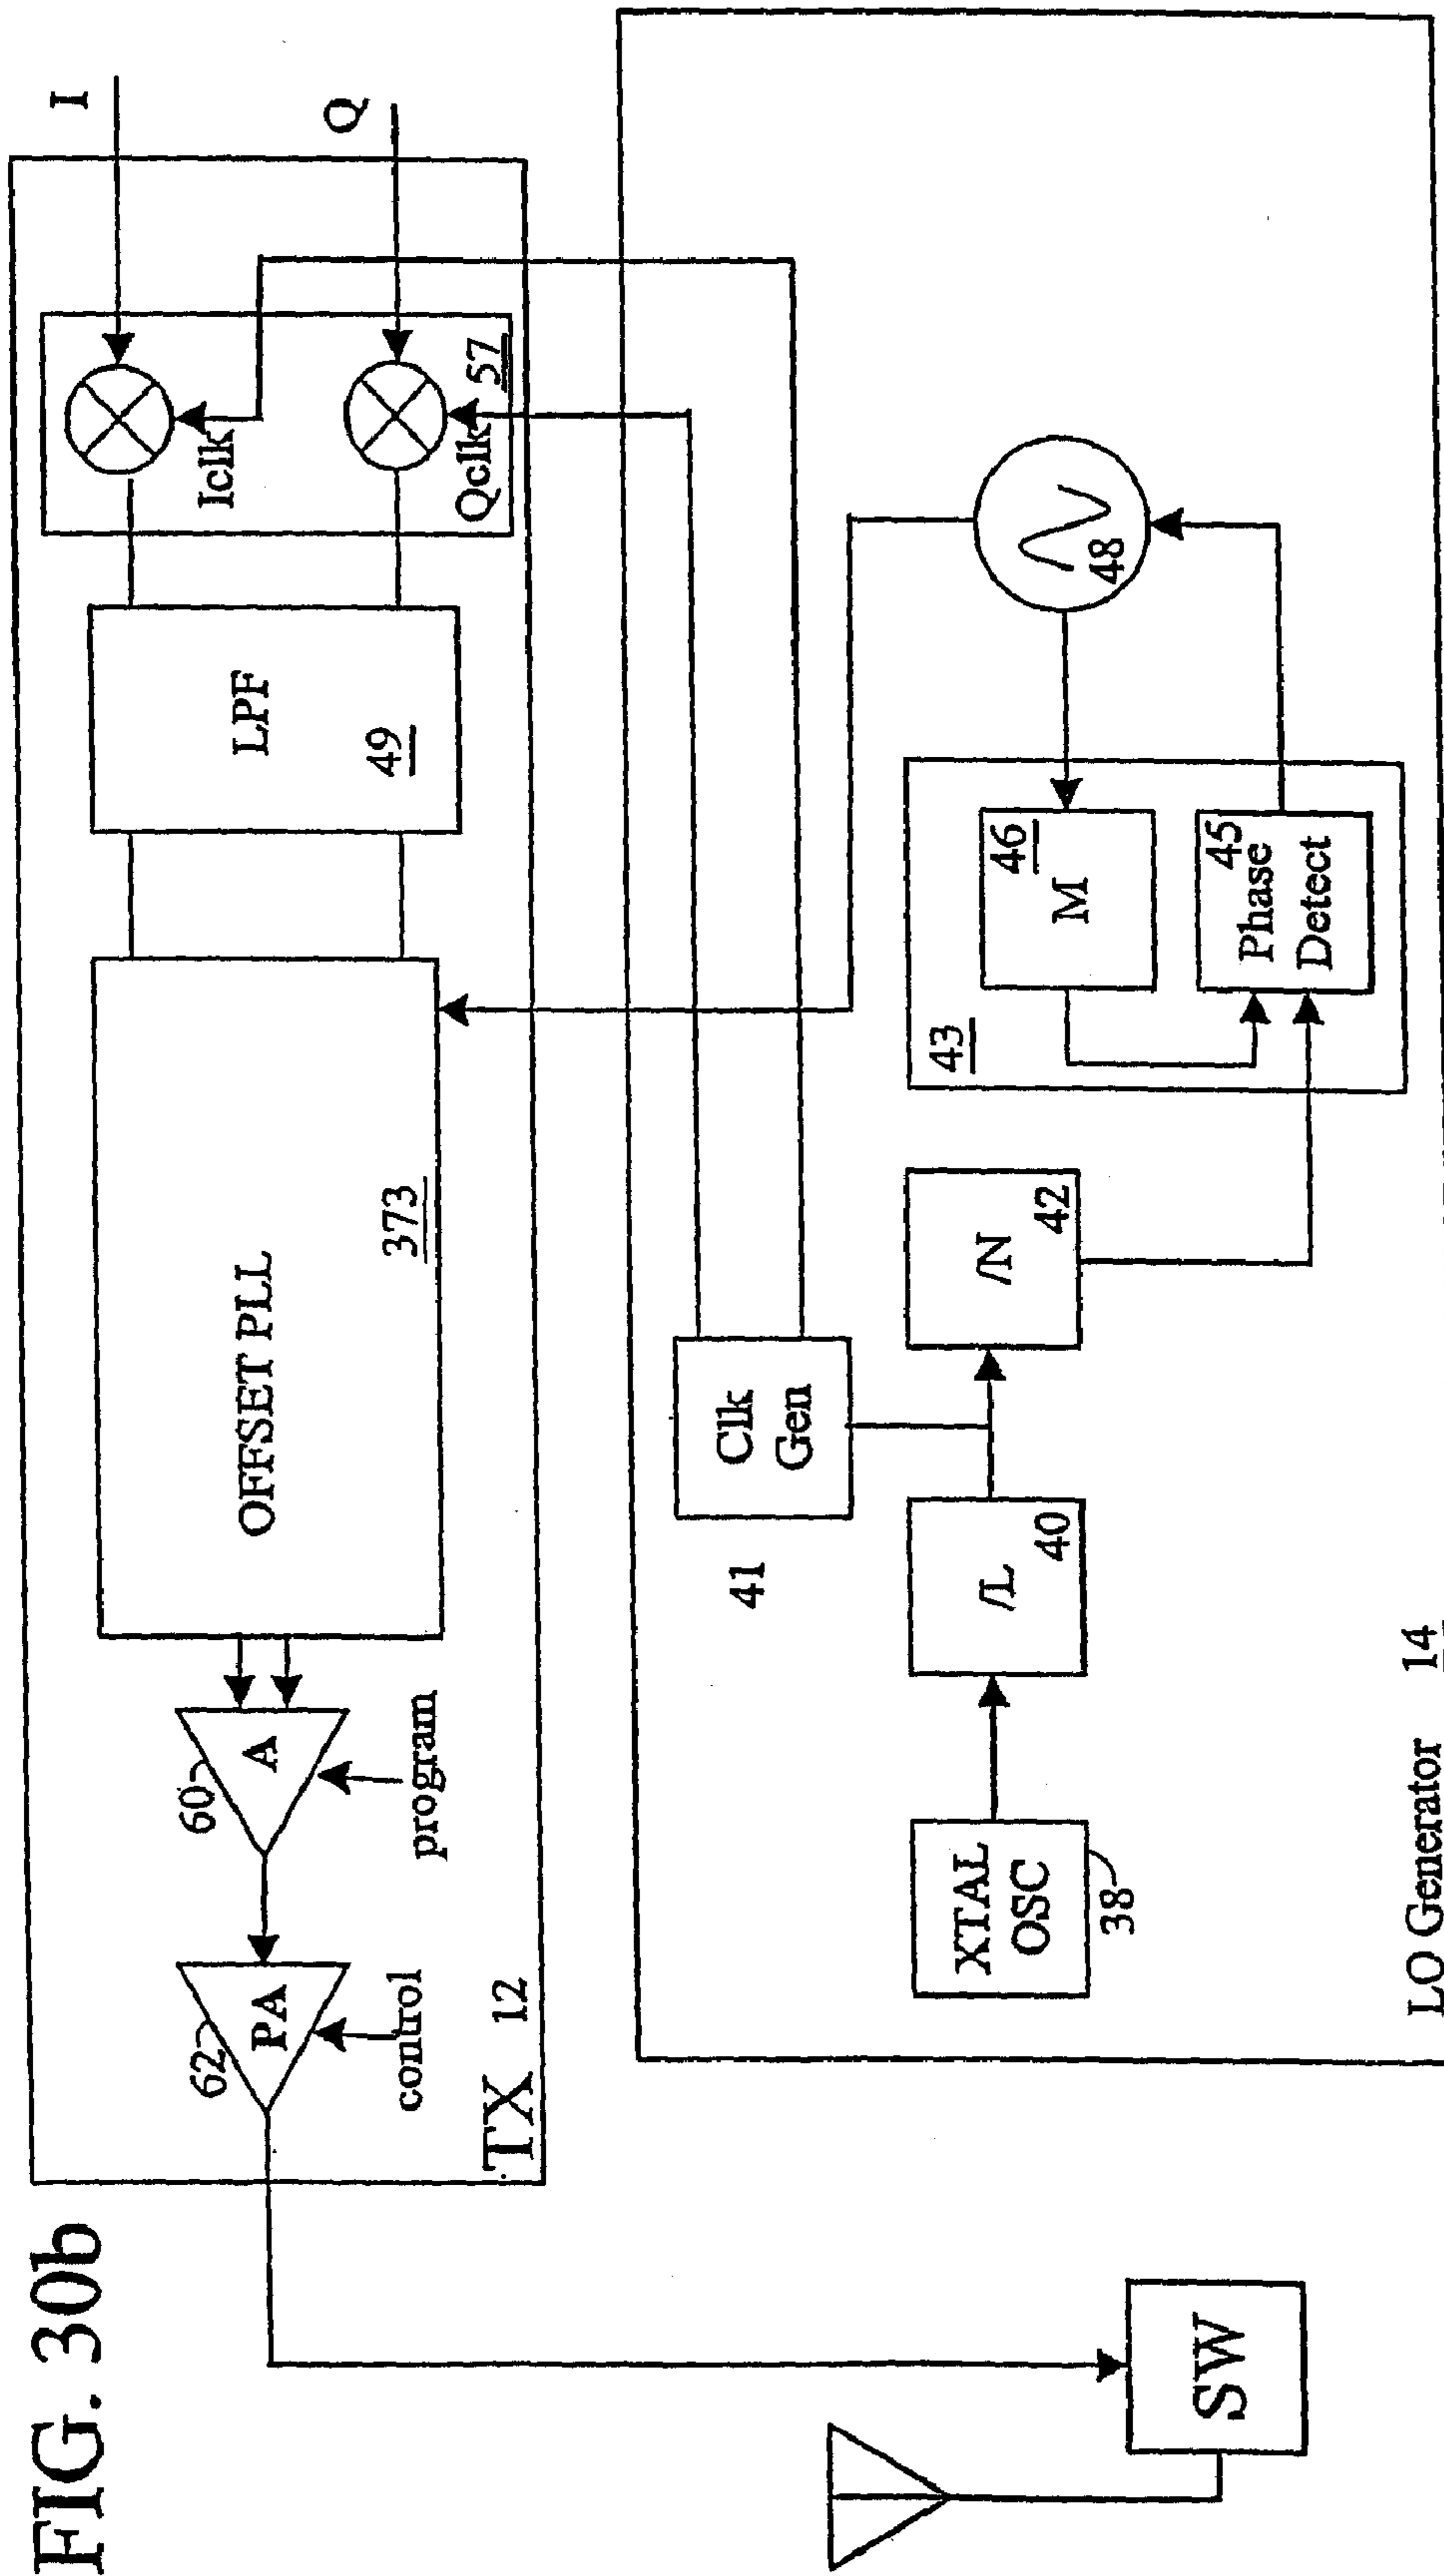 FIG. 30b
I
Q
Iclk
Qclk
57
LPF
49
OFFSET PLL
373
60
A
program
62
PA
control
TX 12
Clk
Gen
41
48
46
M
45
Phase
Detect
43
/N
42
/L
40
XTAL
OSC
38
LO Generator 14
SW